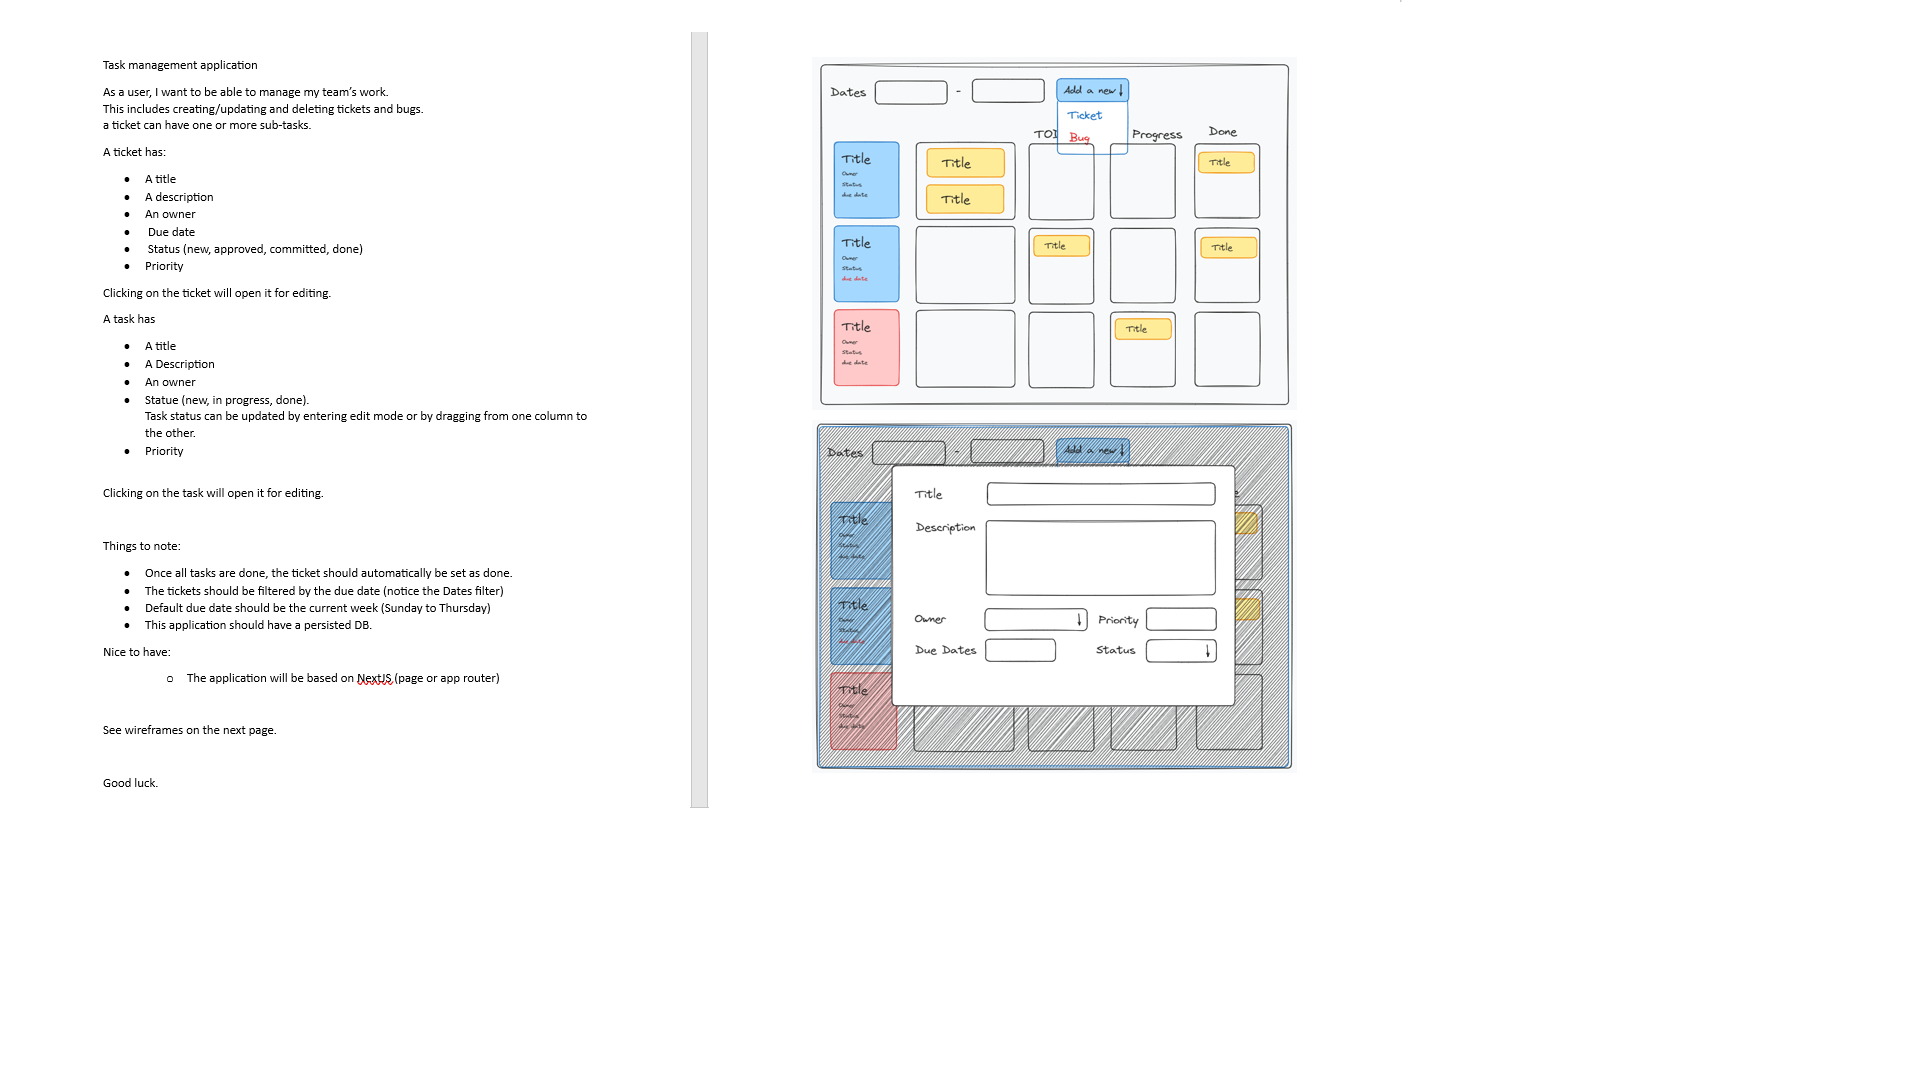 Task management application
As a user, I want to be able to manage my team's work.
This includes creating/updating and deleting tickets and bugs.
a ticket can have one or more sub-tasks.
A ticket has:
• A title
• A description
• An owner
• Due date
• Status (new, approved, committed, done)
• Priority
Clicking on the ticket will open it for editing.
A task has
• A title
• A Description
• An owner
• Statue (new, in progress, done).
Task status can be updated by entering edit mode or by dragging from one column to
the other.
• Priority
Clicking on the task will open it for editing.
Things to note:
• Once all tasks are done, the ticket should automatically be set as done.
• The tickets should be filtered by the due date (notice the Dates filter)
• Default due date should be the current week (Sunday to Thursday)
• This application should have a persisted DB.
Nice to have:
o The application will be based on NextJS (page or app router)
See wireframes on the next page.
Good luck.
Dates - Add a new ↓
Ticket
Bug
TOD Progress Done
Title
Owner
Status
due date
Title
Title
Title
Title
Owner
Status
due date
Title
Title
Title
Owner
Status
due date
Title
Dates - Add a new ↓
Title
Owner
Status
due date
Title
Owner
Status
due date
Title
Owner
Status
due date
Title
Description
Owner ↓ Priority
Due Dates Status ↓